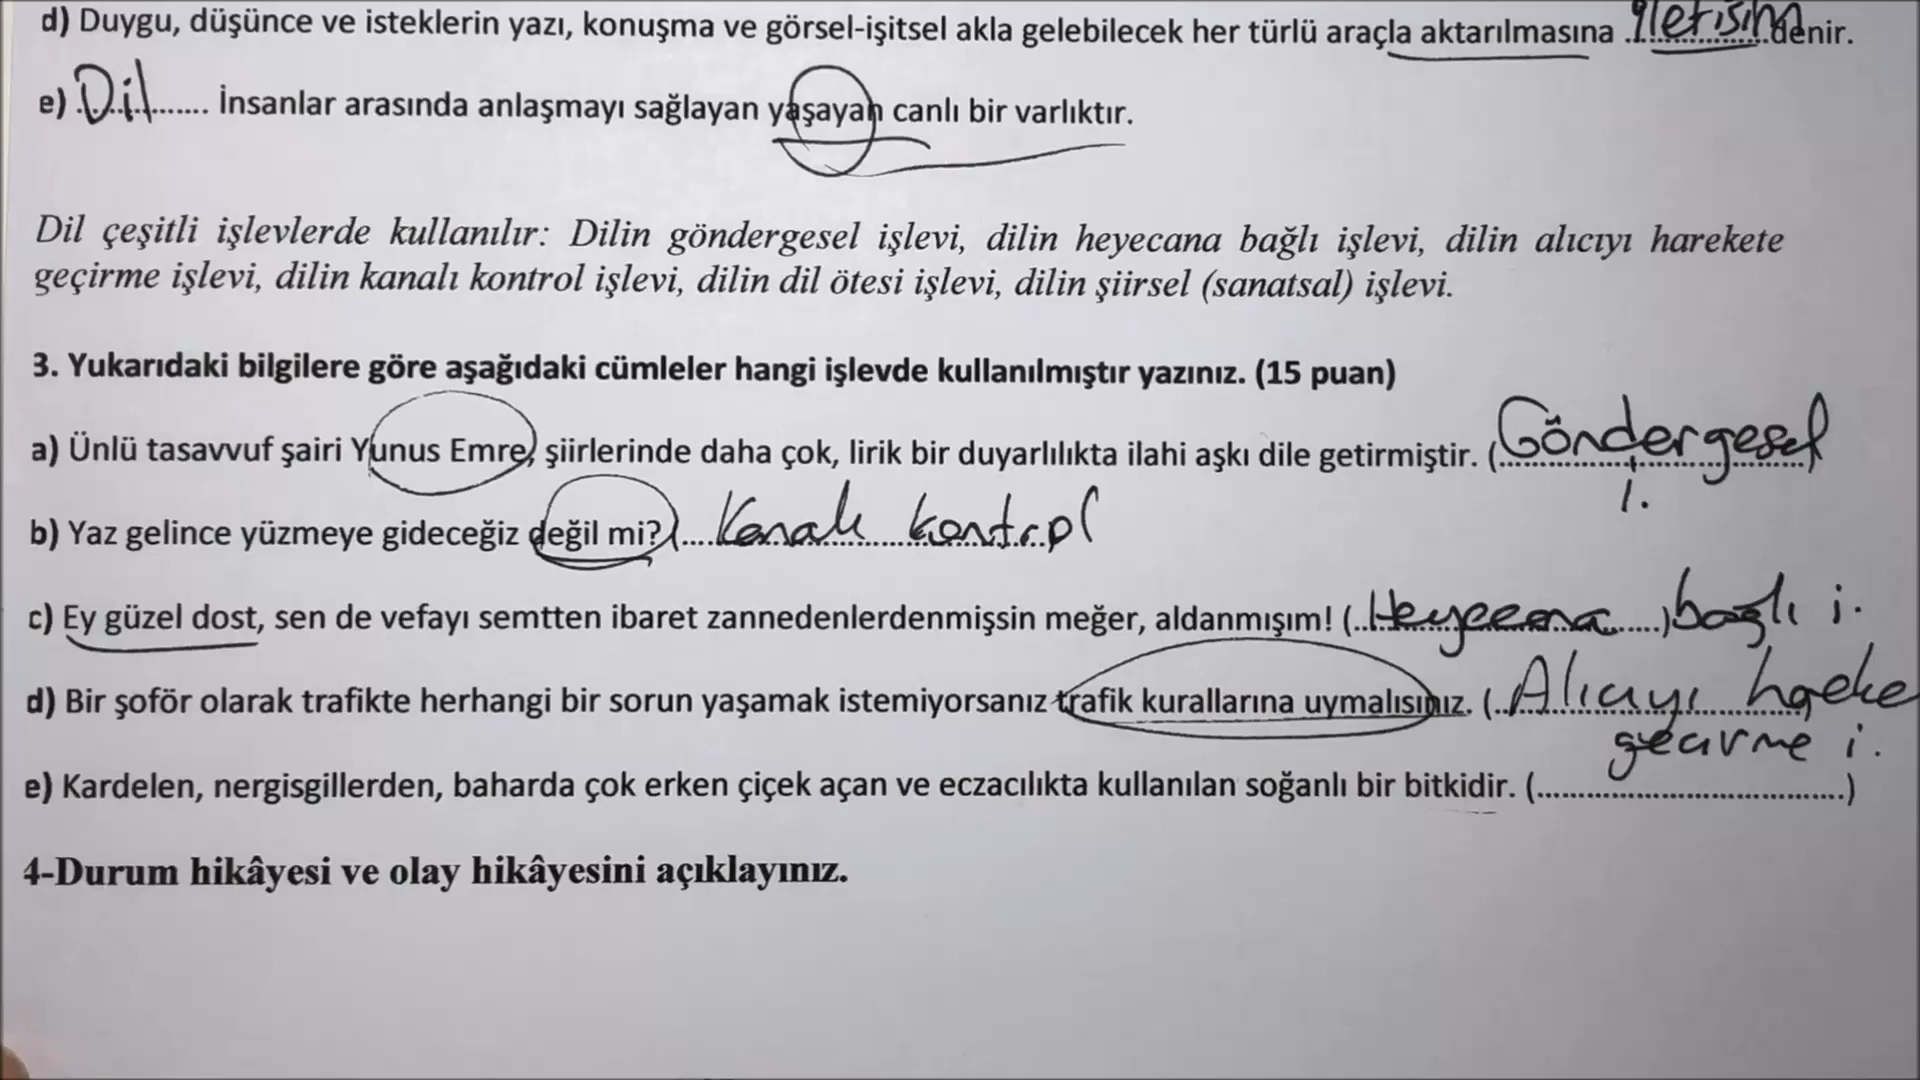 d) Duygu, düşünce ve isteklerin yazı, konuşma ve görsel-işitsel akla gelebilecek her türlü araçla aktarılmasına İletişim denir.
e) Dil........ İnsanlar arasında anlaşmayı sağlayan yaşayan canlı bir varlıktır.
Dil çeşitli işlevlerde kullanılır: Dilin göndergesel işlevi, dilin heyecana bağlı işlevi, dilin alıcıyı harekete
geçirme işlevi, dilin kanalı kontrol işlevi, dilin dil ötesi işlevi, dilin şiirsel (sanatsal) işlevi.
3. Yukarıdaki bilgilere göre aşağıdaki cümleler hangi işlevde kullanılmıştır yazınız. (15 puan)
a) Ünlü tasavvuf şairi Yunus Emre, şiirlerinde daha çok, lirik bir duyarlılıkta ilahi aşkı dile getirmiştir. (Göndergesel)
i.
b) Yaz gelince yüzmeye gideceğiz değil mi? (....Kanalı kontrol
c) Ey güzel dost, sen de vefayı semtten ibaret zannedenlerdenmişsin meğer, aldanmışım! (..Heyecana.....) bağlı i.
d) Bir şoför olarak trafikte herhangi bir sorun yaşamak istemiyorsanız trafik kurallarına uymalısınız. (..Alıcıyı
geçirme i.
e) Kardelen, nergisgillerden, baharda çok erken çiçek açan ve eczacılıkta kullanılan soğanlı bir bitkidir. (..................................)
4-Durum hikâyesi ve olay hikâyesini açıklayınız.